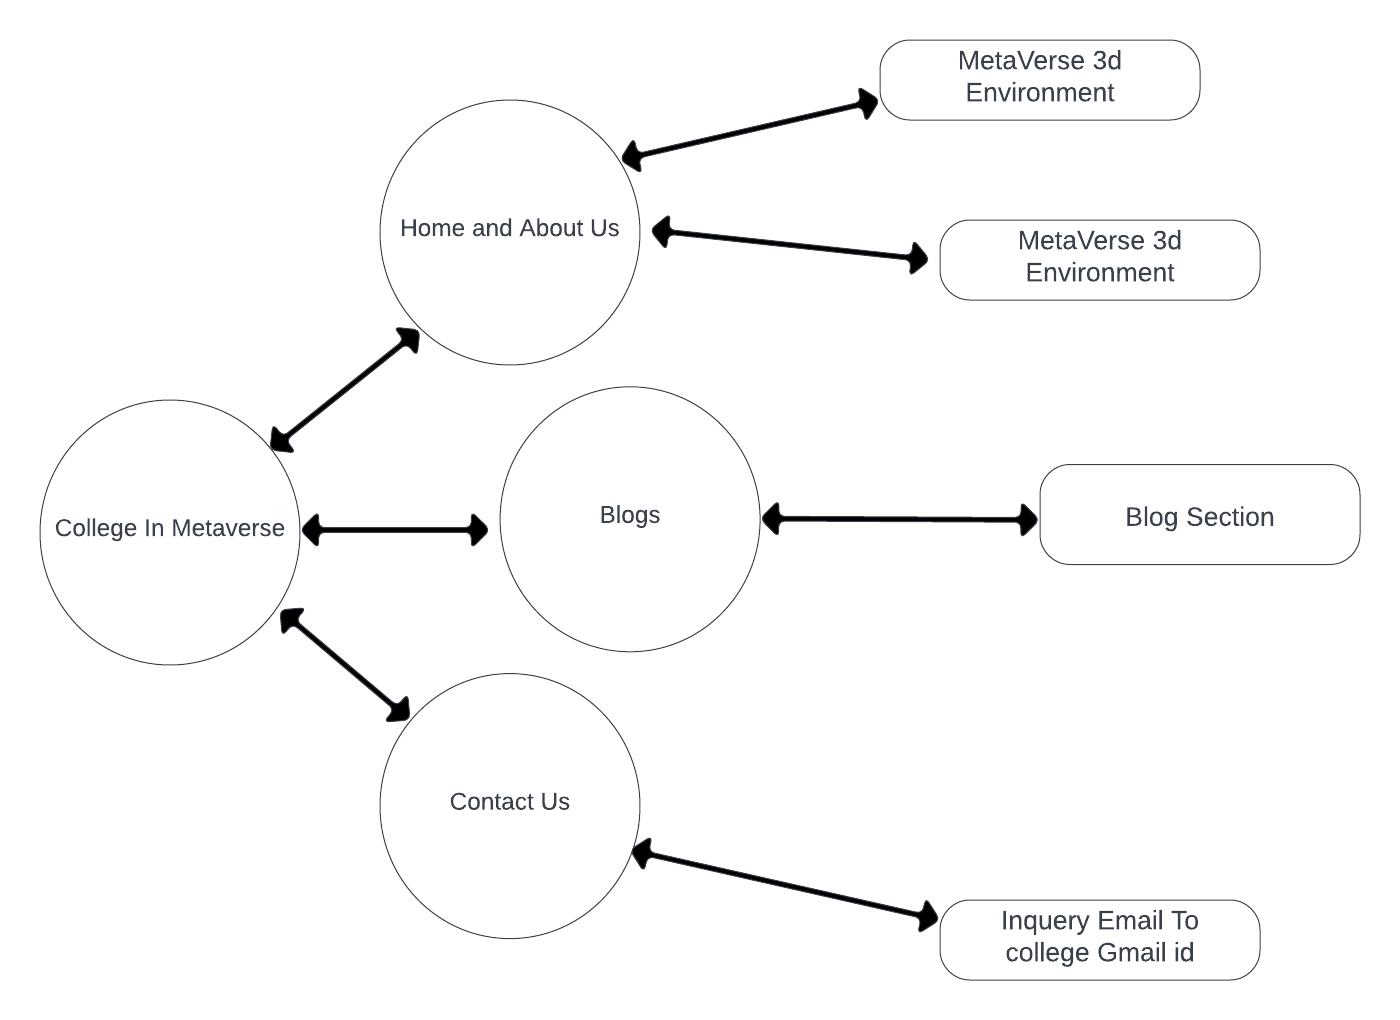 MetaVerse 3d
Environment
Home and About Us
MetaVerse 3d
Environment
College In Metaverse
Blogs
Blog Section
Contact Us
Inquery Email To
college Gmail id